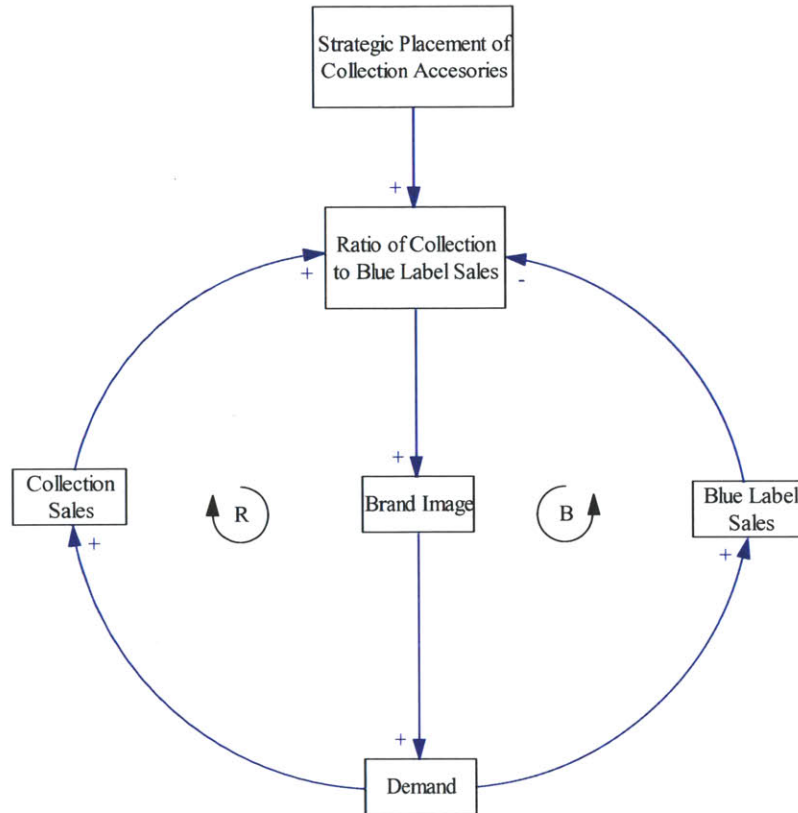 Strategic Placement of
Collection Accesories
+
Ratio of Collection
to Blue Label Sales
+
-
+
Collection
Sales
R
Brand Image
B
Blue Label
Sales
+
+
+
Demand